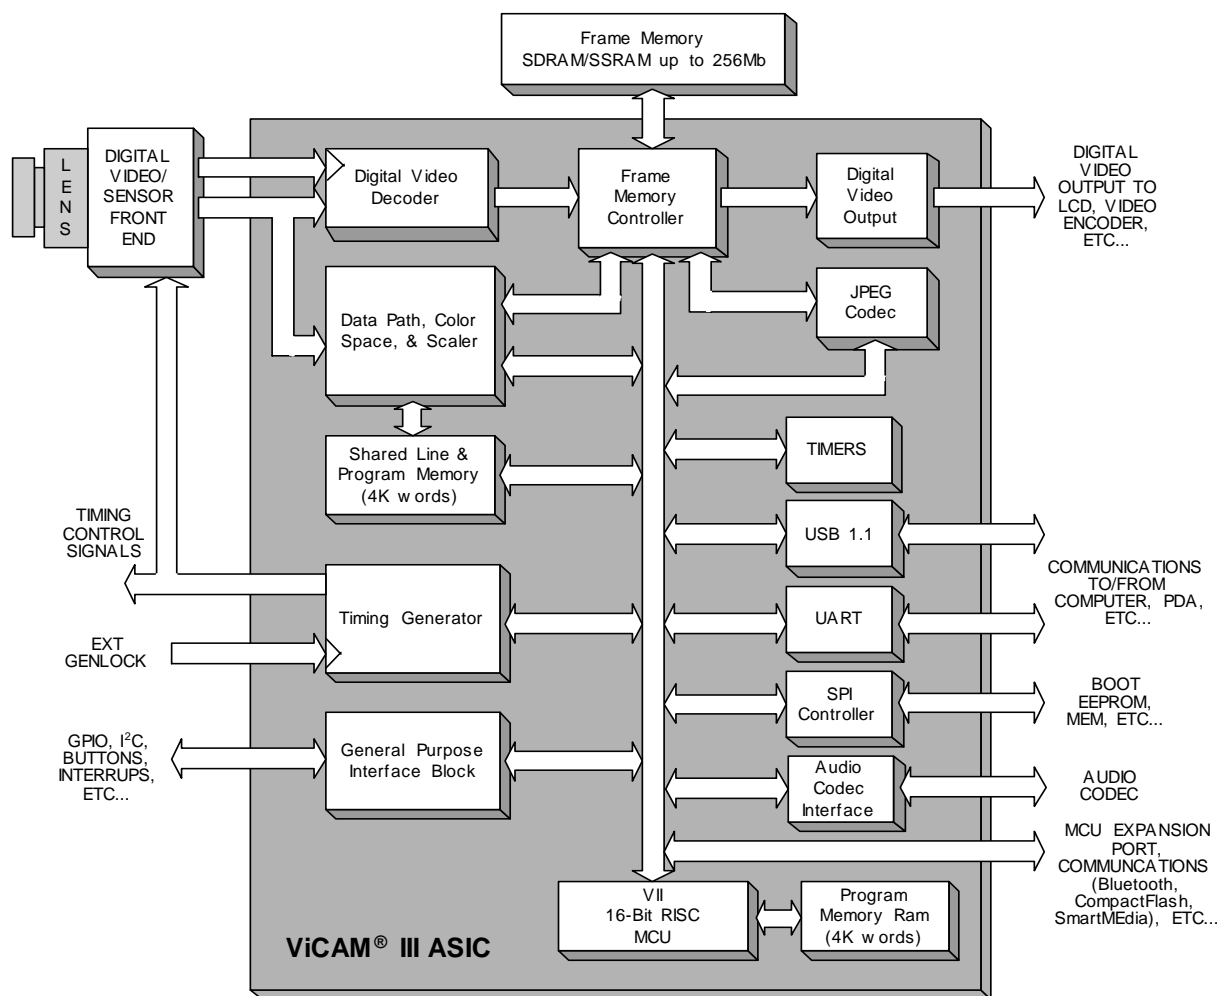 Frame Memory
SDRAM/SSRAM up to 256Mb
LENS
DIGITAL
VIDEO/
SENSOR
FRONT
END
Digital Video
Decoder
Frame
Memory
Controller
Digital
Video
Output
DIGITAL
VIDEO
OUTPUT TO
LCD, VIDEO
ENCODER,
ETC...
Data Path, Color
Space, & Scaler
JPEG
Codec
Shared Line &
Program Memory
(4K words)
TIMERS
TIMING
CONTROL
SIGNALS
USB 1.1
COMMUNICATIONS
TO/FROM
COMPUTER, PDA,
ETC...
Timing Generator
UART
EXT
GENLOCK
SPI
Controller
BOOT
EEPROM,
MEM, ETC...
GPIO, I²C,
BUTTONS,
INTERRUPS,
ETC...
General Purpose
Interface Block
Audio
Codec
Interface
AUDIO
CODEC
MCU EXPANSION
PORT,
COMMUNCATIONS
(Bluetooth,
CompactFlash,
SmartMEdia), ETC...
VII
16-Bit RISC
MCU
Program
Memory Ram
(4K words)
ViCAM® III ASIC